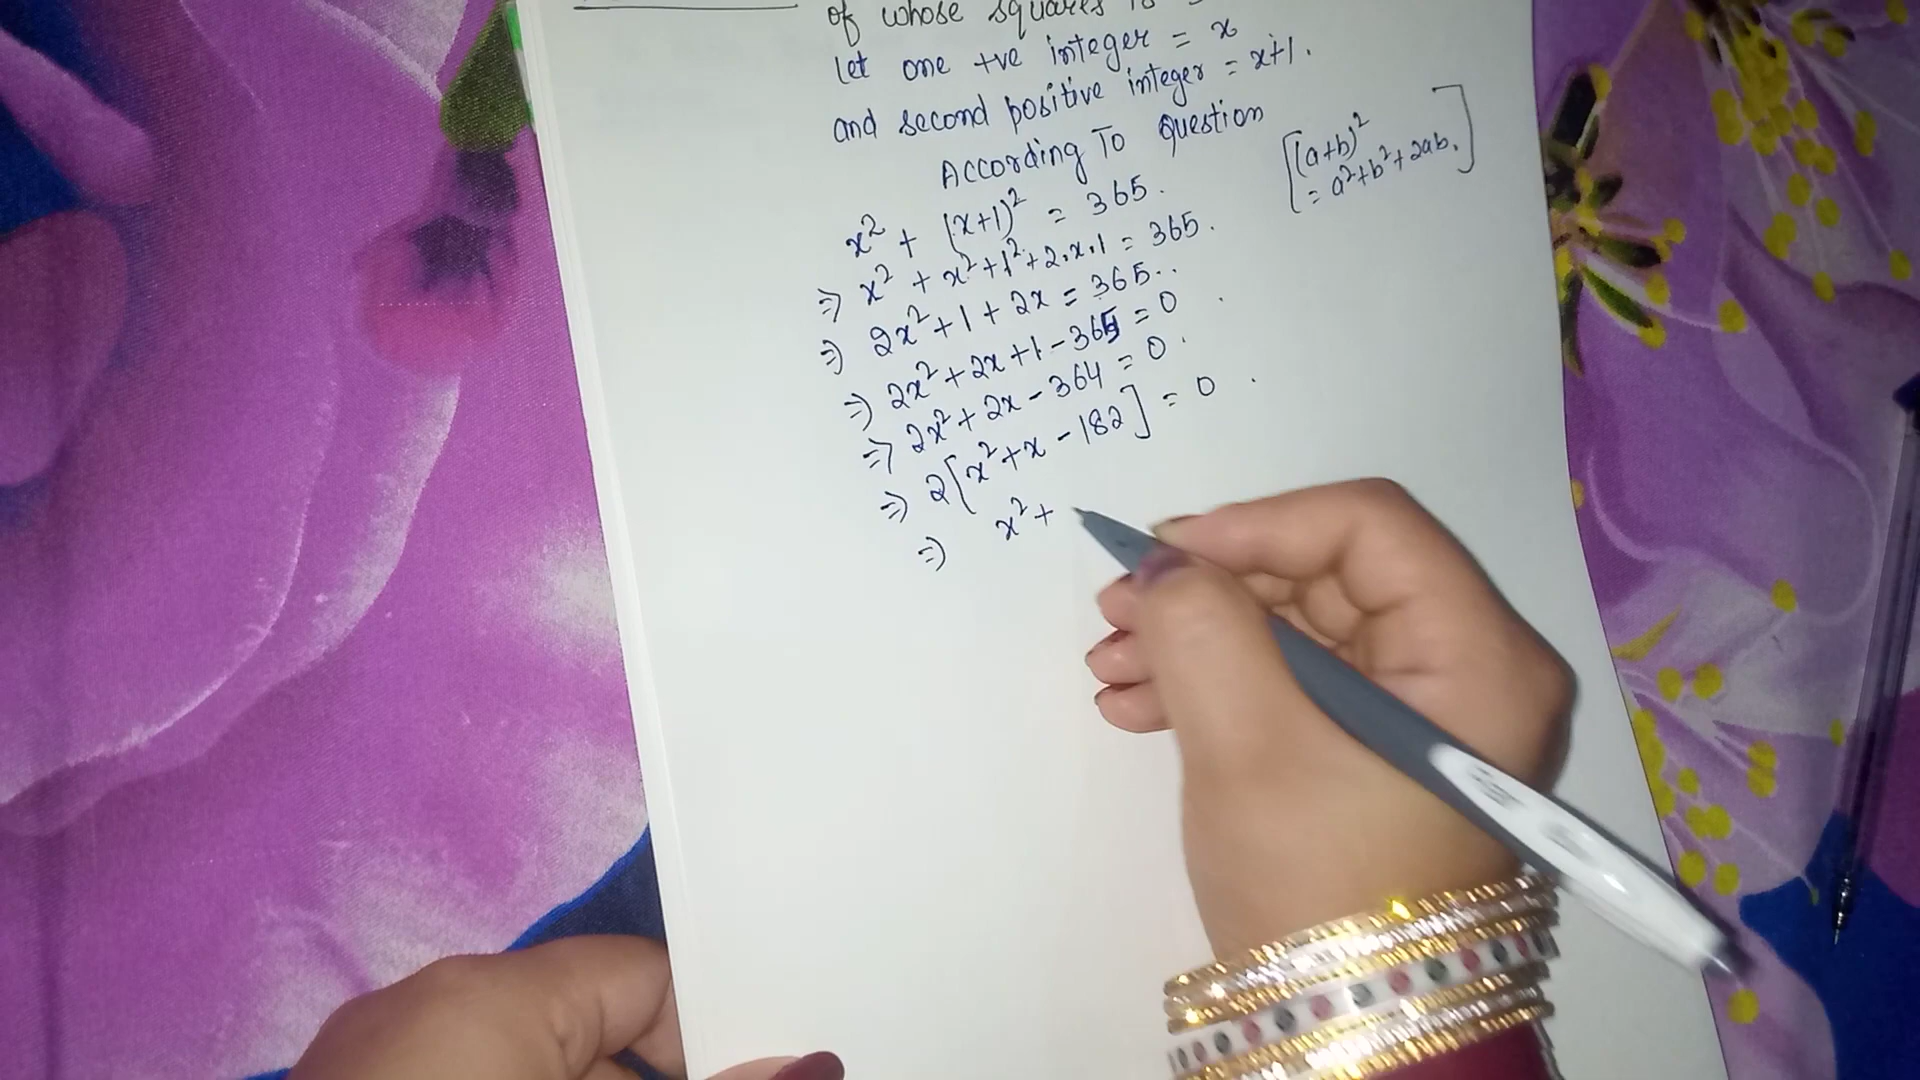 of whose squares is
let one +ve integer = x
and second positive integer = x+1.
According To question
[(a+b)²
= a²+b²+2ab.]
x² + (x+1)² = 365.
⇒ x² + x²+1²+2.x.1 = 365.
⇒ 2x²+1+2x = 365..
⇒ 2x²+2x+1-365 = 0
⇒ 2x²+2x-364 = 0.
⇒ 2[x²+x-182] = 0.
⇒ x²+